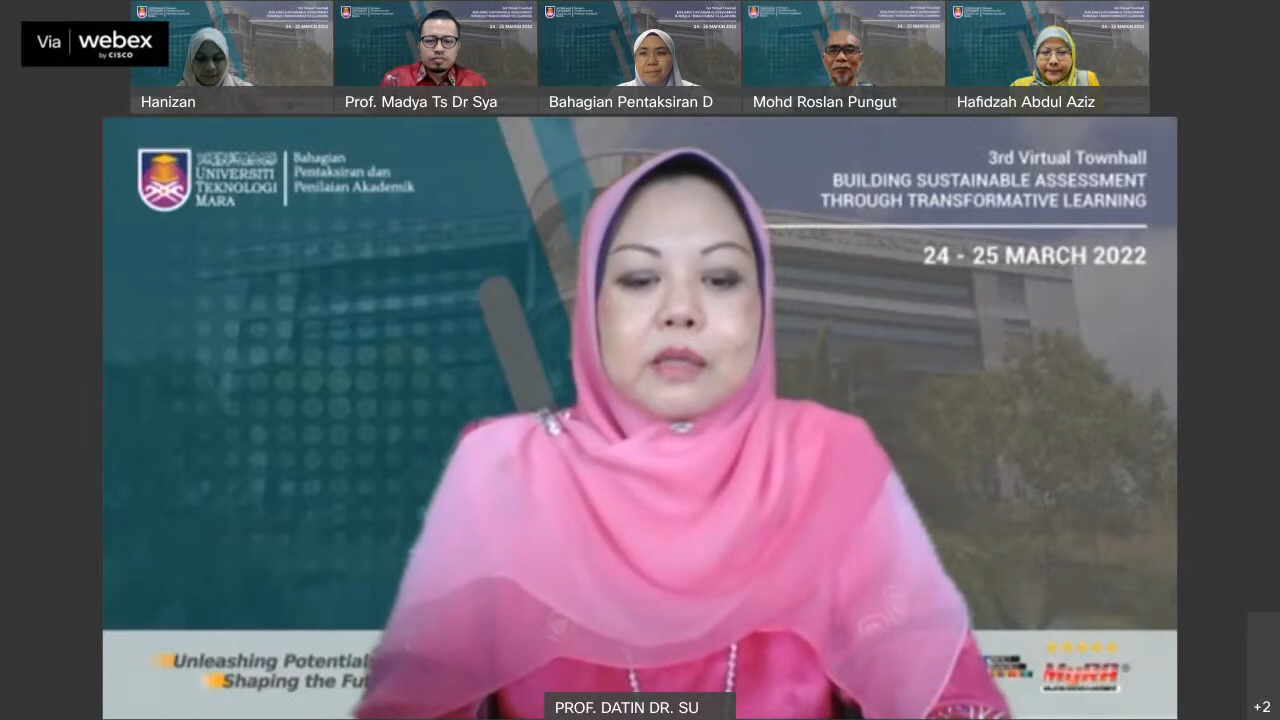 Via webex
by CISCO
Hanizan
Prof. Madya Ts Dr Sya
Bahagian Pentaksiran D
Mohd Roslan Pungut
Hafidzah Abdul Aziz
UNIVERSITI
TEKNOLOGI
MARA
Bahagian
Pentaksiran dan
Penilaian Akademik
3rd Virtual Townhall
BUILDING SUSTAINABLE ASSESSMENT
THROUGH TRANSFORMATIVE LEARNING
24 - 25 MARCH 2022
Unleashing Potential
Shaping the Fut
MyRA®
PROF. DATIN DR. SU
+2